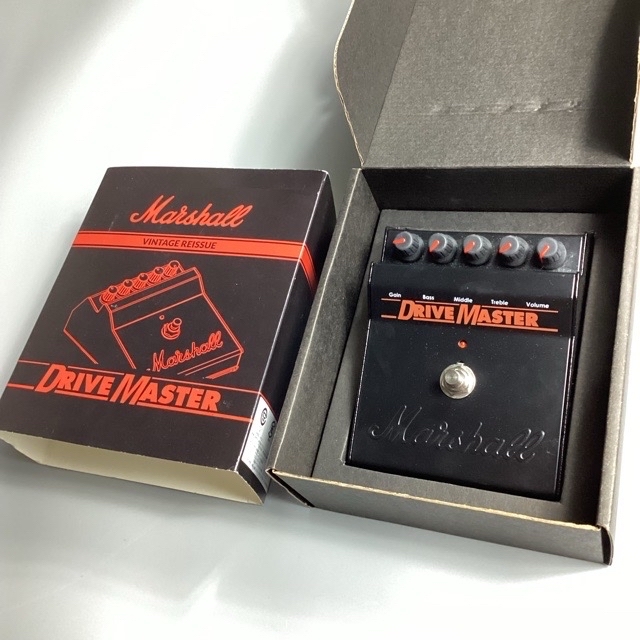 Marshall
VINTAGE REISSUE
Marshall
DRIVE MASTER
Gain Bass Middle Treble Volume
DRIVE MASTER
Marshall